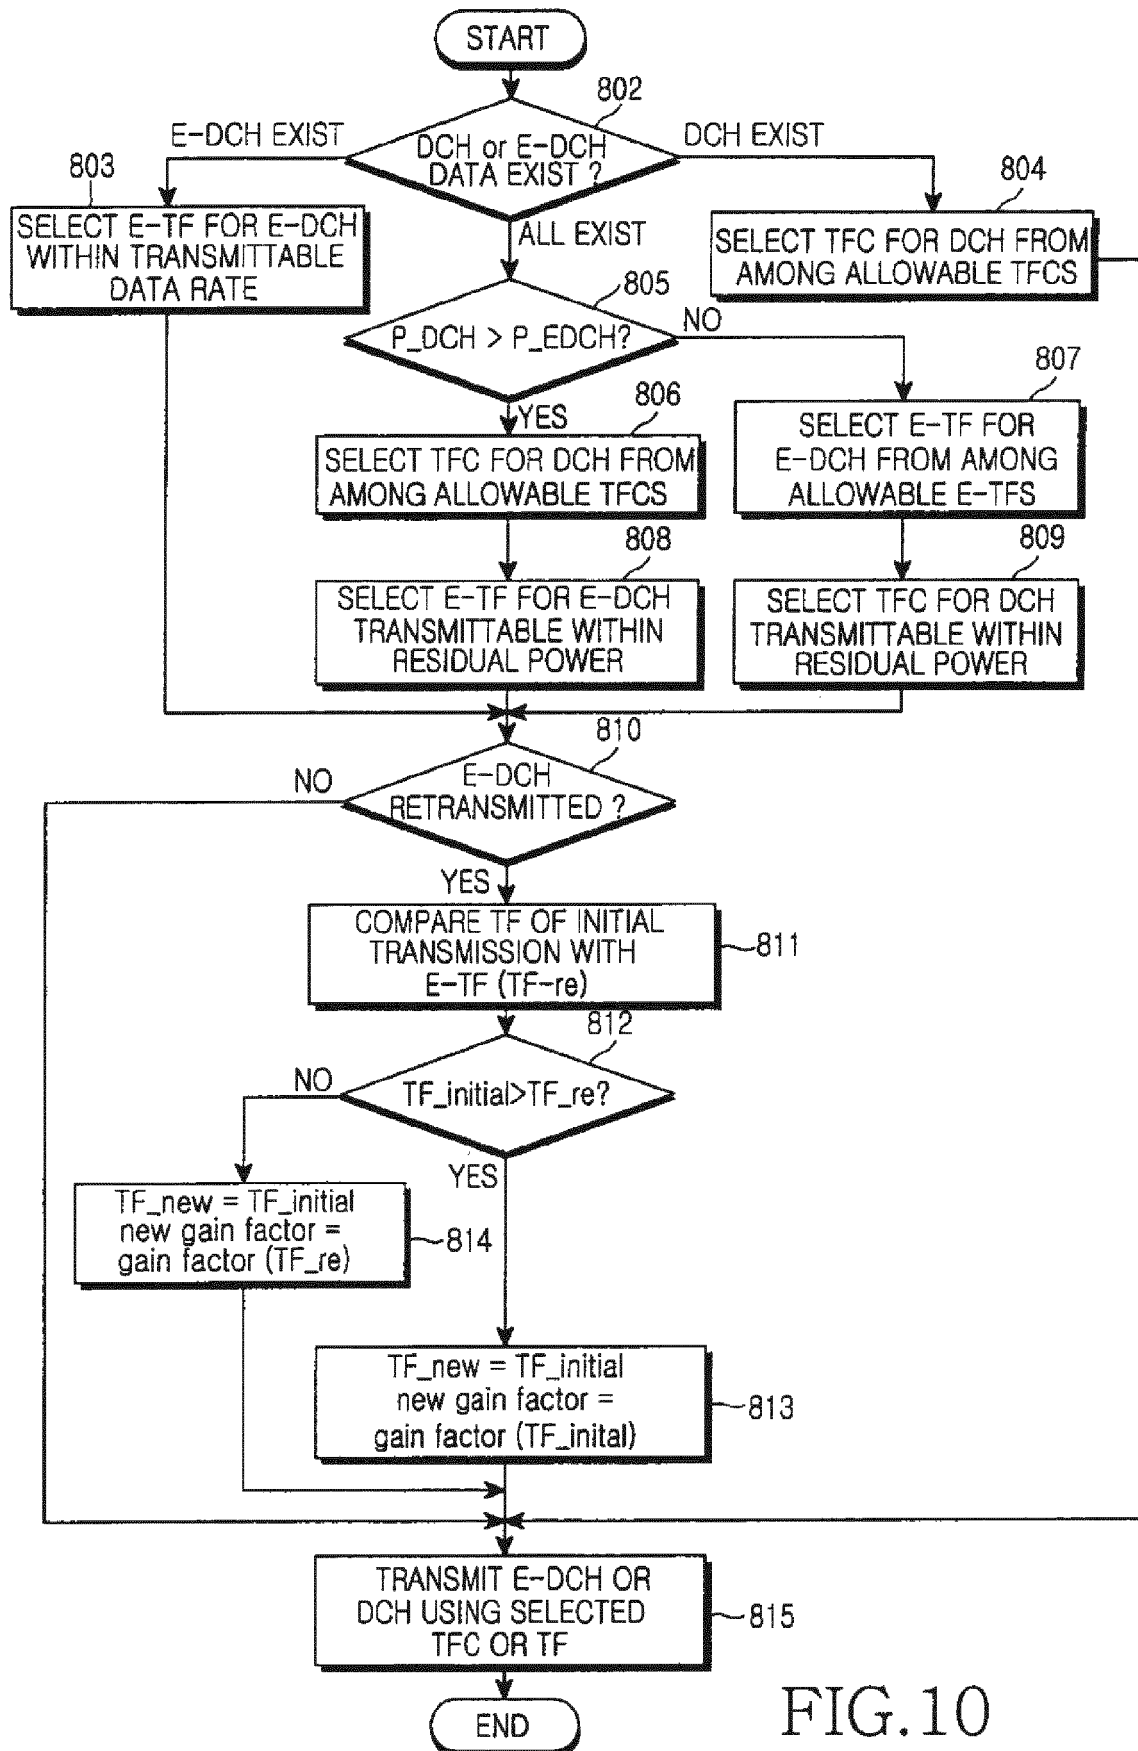 START
802
E-DCH EXIST
DCH EXIST
DCH or E-DCH
DATA EXIST ?
803
804
SELECT E-TF FOR E-DCH
WITHIN TRANSMITTABLE
DATA RATE
ALL EXIST
SELECT TFC FOR DCH FROM
AMONG ALLOWABLE TFCS
805
P_DCH > P_EDCH?
NO
806
807
YES
SELECT TFC FOR DCH FROM
AMONG ALLOWABLE TFCS
SELECT E-TF FOR
E-DCH FROM AMONG
ALLOWABLE E-TFS
808
809
SELECT E-TF FOR E-DCH
TRANSMITTABLE WITHIN
RESIDUAL POWER
SELECT TFC FOR DCH
TRANSMITTABLE WITHIN
RESIDUAL POWER
810
NO
E-DCH
RETRANSMITTED ?
YES
COMPARE TF OF INITIAL
TRANSMISSION WITH
E-TF (TF-re)
811
812
NO
TF_initial>TF_re?
YES
TF_new = TF_initial
new gain factor =
gain factor (TF_re)
814
TF_new = TF_initial
new gain factor =
gain factor (TF_inital)
813
TRANSMIT E-DCH OR
DCH USING SELECTED
TFC OR TF
815
END
FIG.10